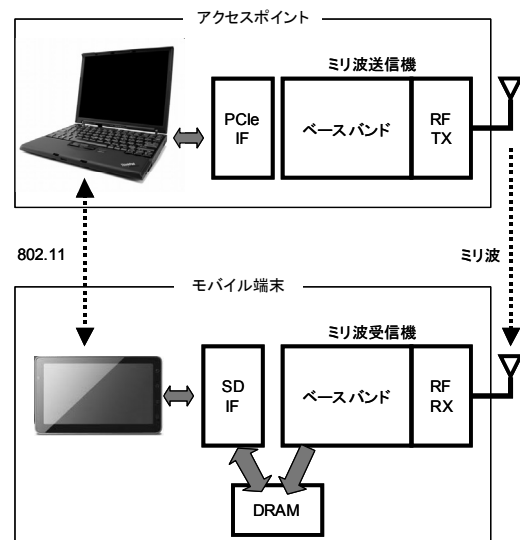 アクセスポイント
ミリ波送信機
PCIe
IF
ベースバンド
RF
TX
802.11
ミリ波
モバイル端末
ミリ波受信機
SD
IF
ベースバンド
RF
RX
DRAM